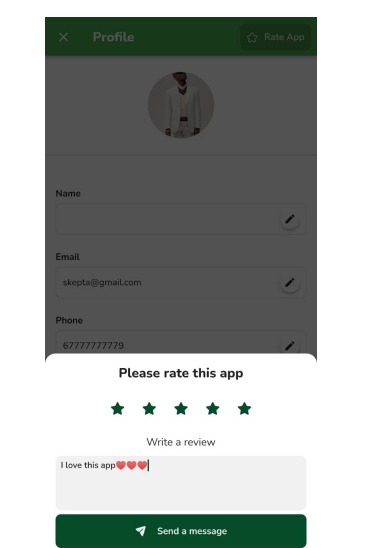 Profile
Rate App
Name
Email
skepta@gmail.com
Phone
67777777779
Please rate this app
Write a review
I love this app❤️❤️❤️
Send a message